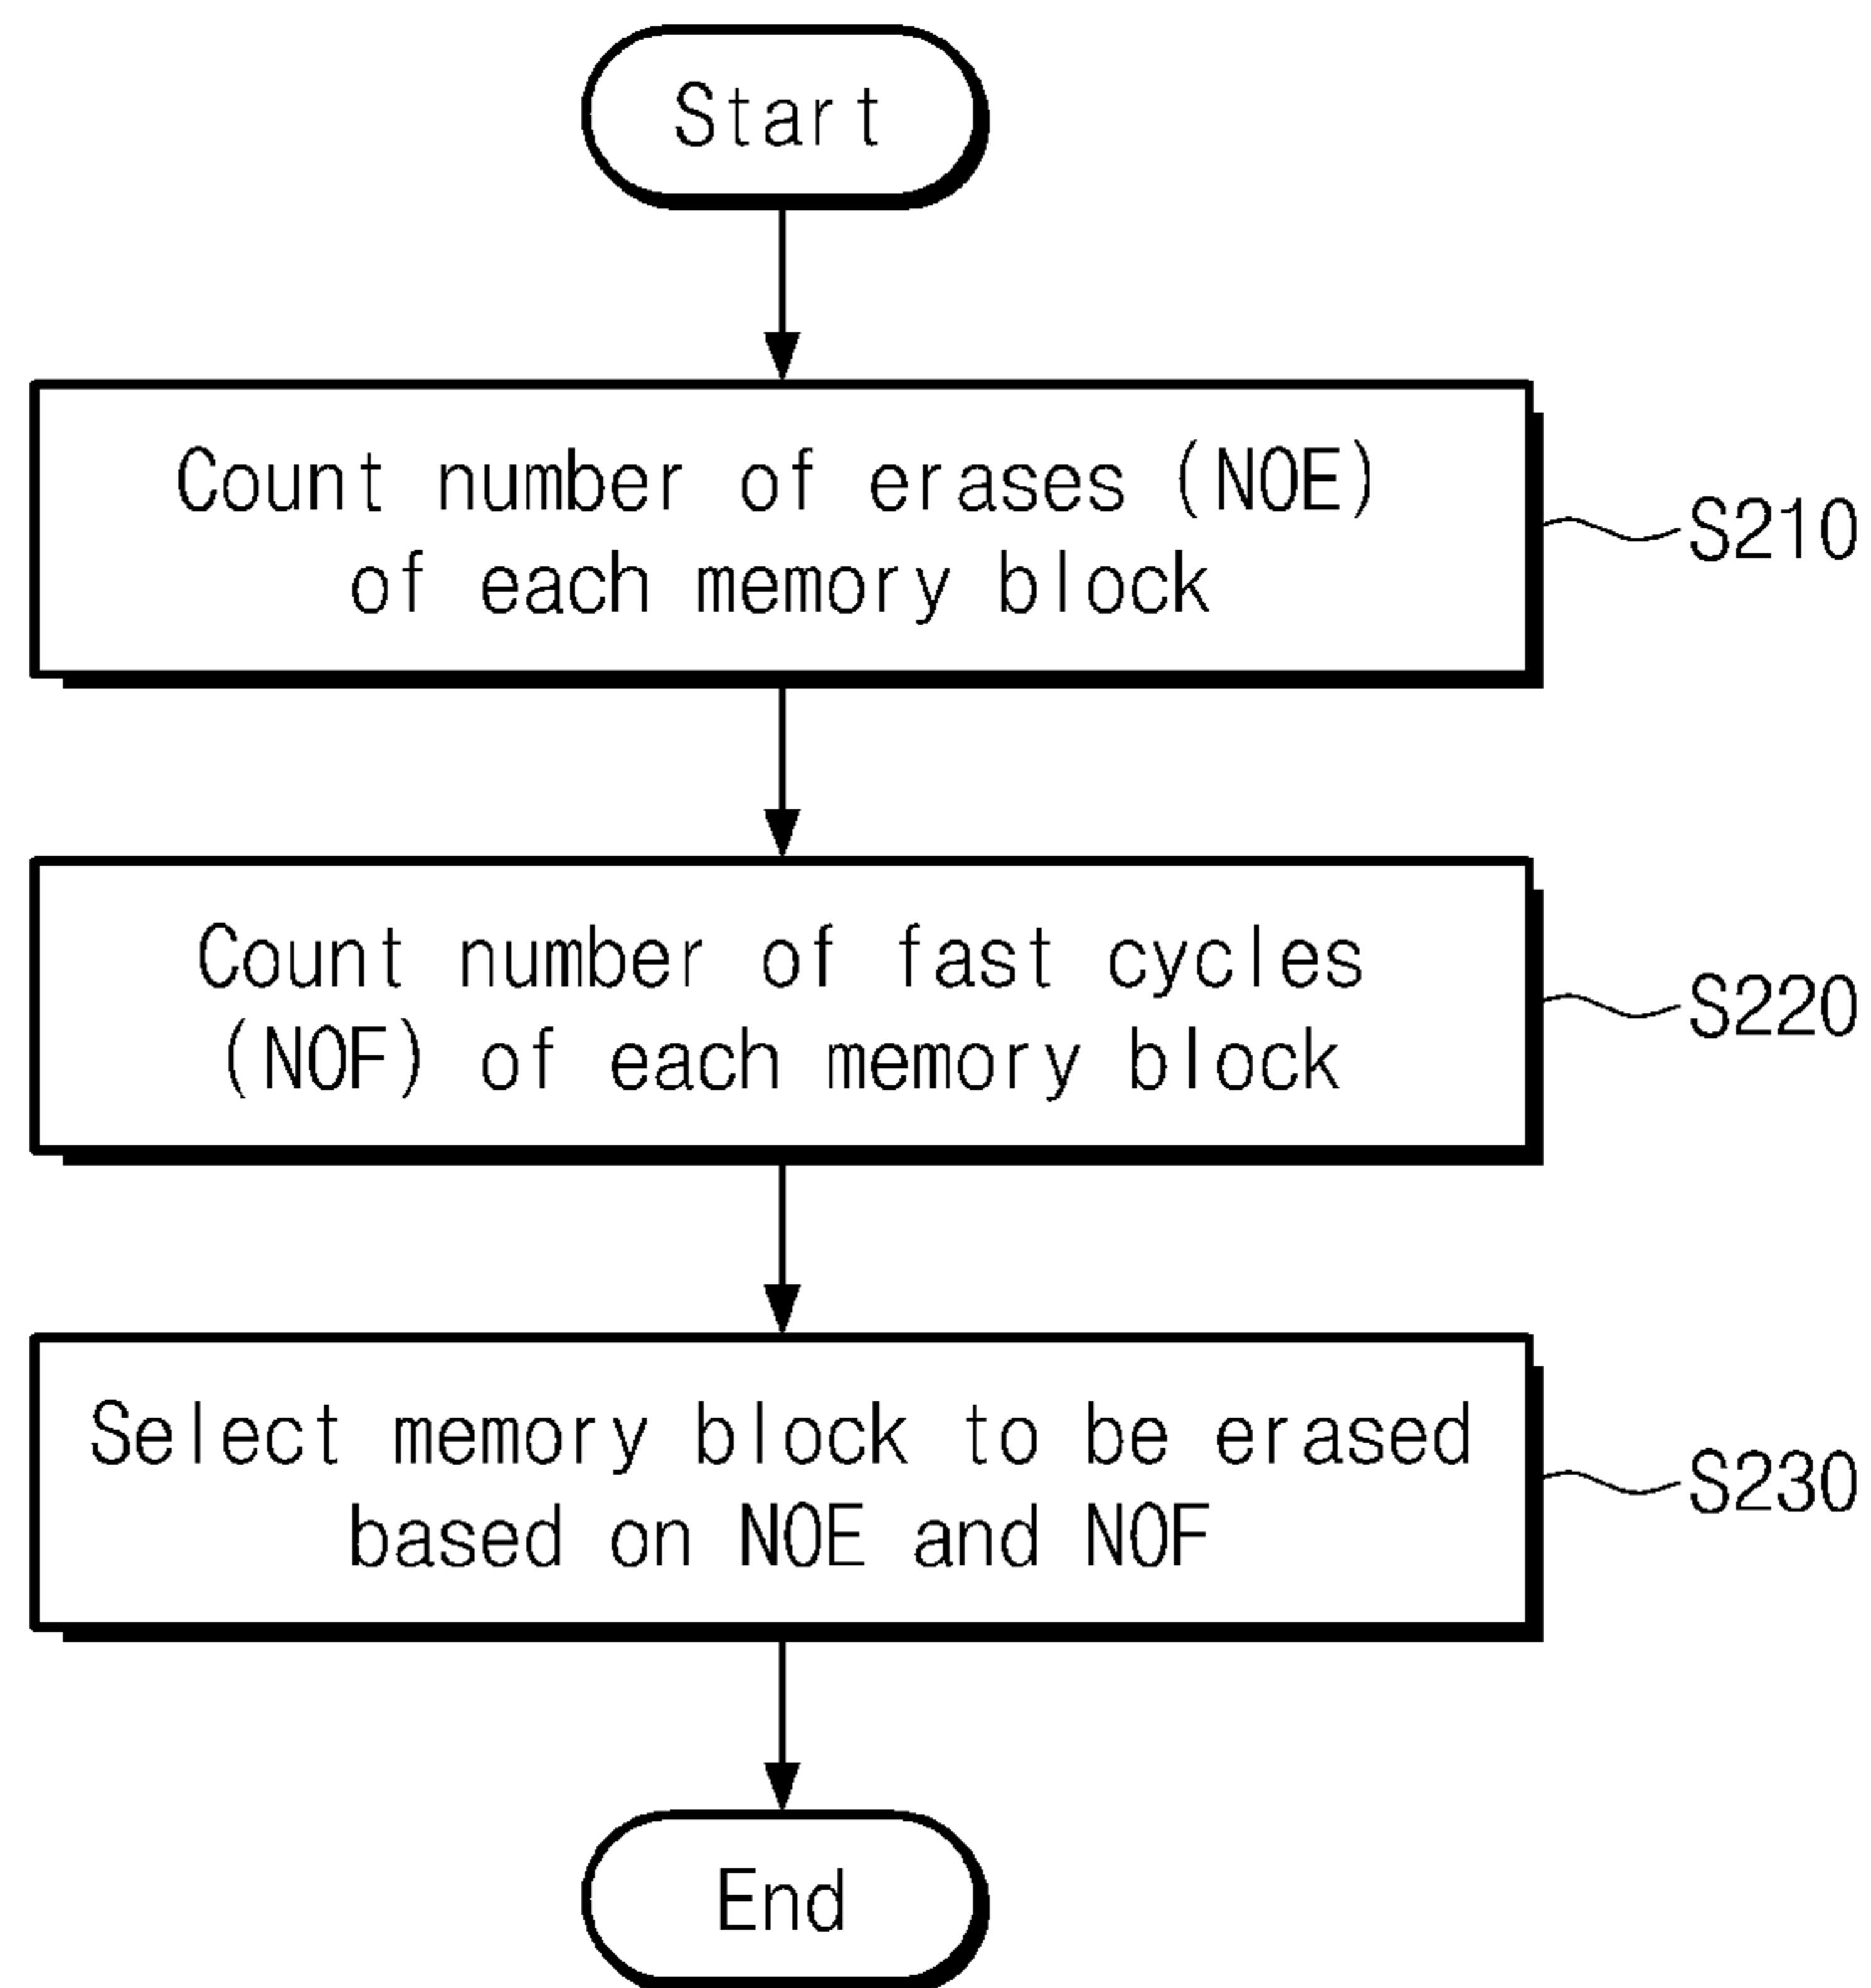 Start
Count number of erases (NOE)
of each memory block
S210
Count number of fast cycles
(NOF) of each memory block
S220
Select memory block to be erased
based on NOE and NOF
S230
End